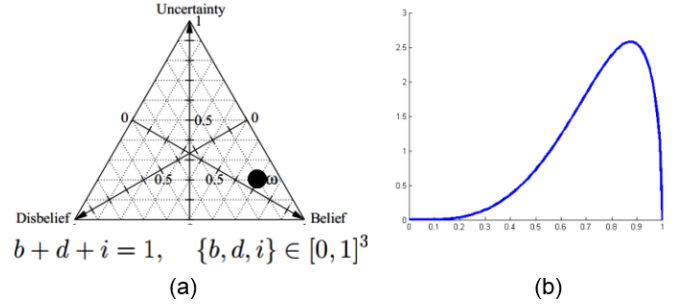 Uncertainty
1
0
0
0.5
0.5
0.5
ω
Disbelief
0
Belief
b + d + i = 1, {b, d, i} ∈ [0, 1]³
(a)
3
2.5
2
1.5
1
0.5
0
0 0.1 0.2 0.3 0.4 0.5 0.6 0.7 0.8 0.9 1
(b)